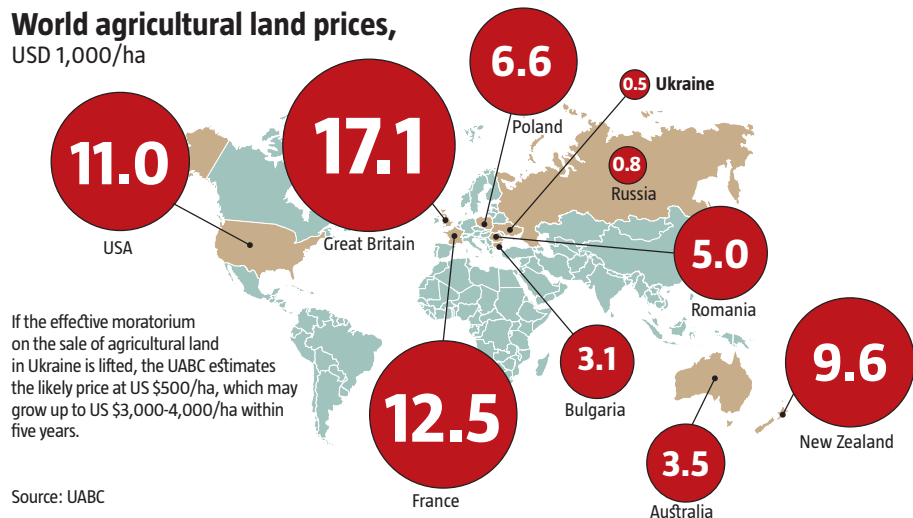 World agricultural land prices,
USD 1,000/ha
11.0
USA
17.1
Great Britain
6.6
Poland
0.5 Ukraine
0.8
Russia
5.0
Romania
3.1
Bulgaria
12.5
France
9.6
New Zealand
3.5
Australia
If the effective moratorium
on the sale of agricultural land
in Ukraine is lifted, the UABC estimates
the likely price at US $500/ha, which may
grow up to US $3,000-4,000/ha within
five years.
Source: UABC